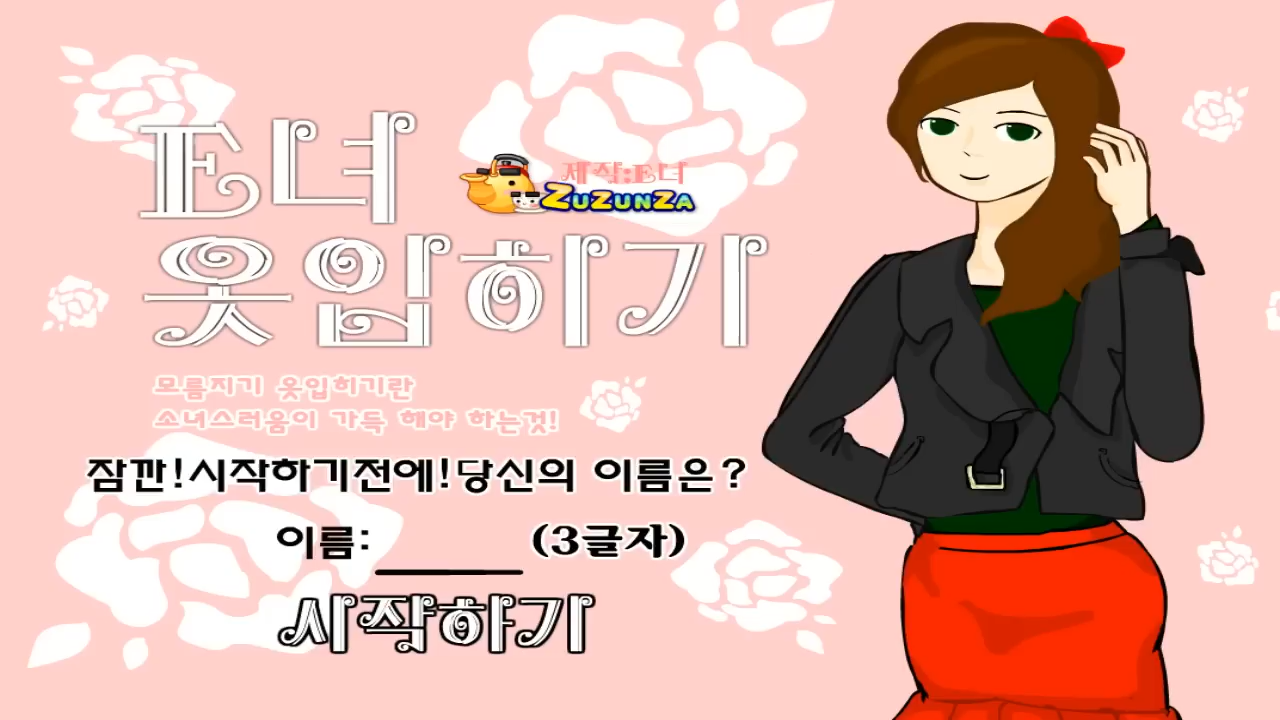 E녀
옷입하기
제작:E녀
ZUZUNZA
모름지기 옷입히기란
소녀스러움이 가득 해야 하는것!
잠깐!시작하기전에!당신의 이름은?
이름: (3글자)
시작하기